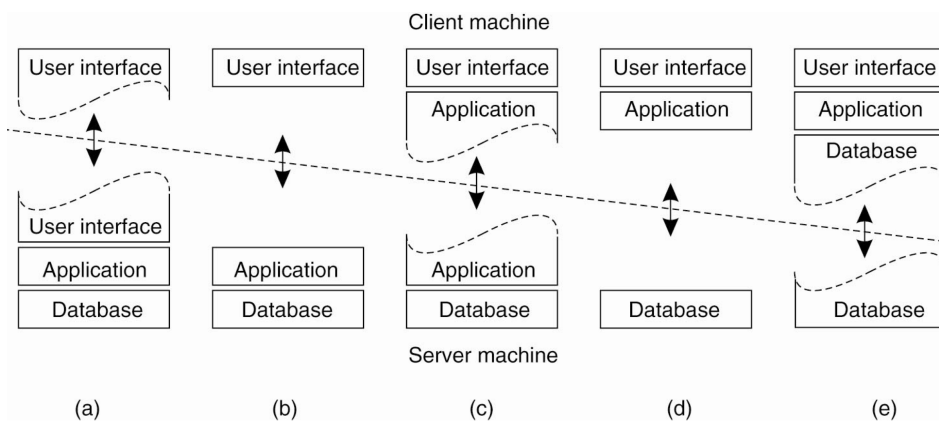 Client machine
User interface User interface User interface User interface User interface
Application Application Application
Database
User interface
Application Application Application
Database Database Database Database Database
Server machine
(a) (b) (c) (d) (e)